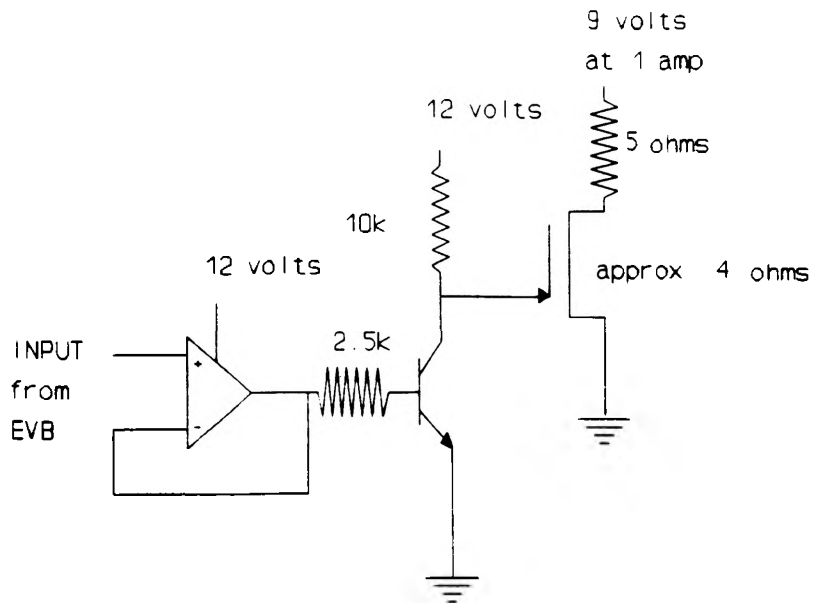 9 volts
at 1 amp
12 volts
5 ohms
10k
12 volts
approx 4 ohms
2.5k
INPUT
from
EVB
+
-